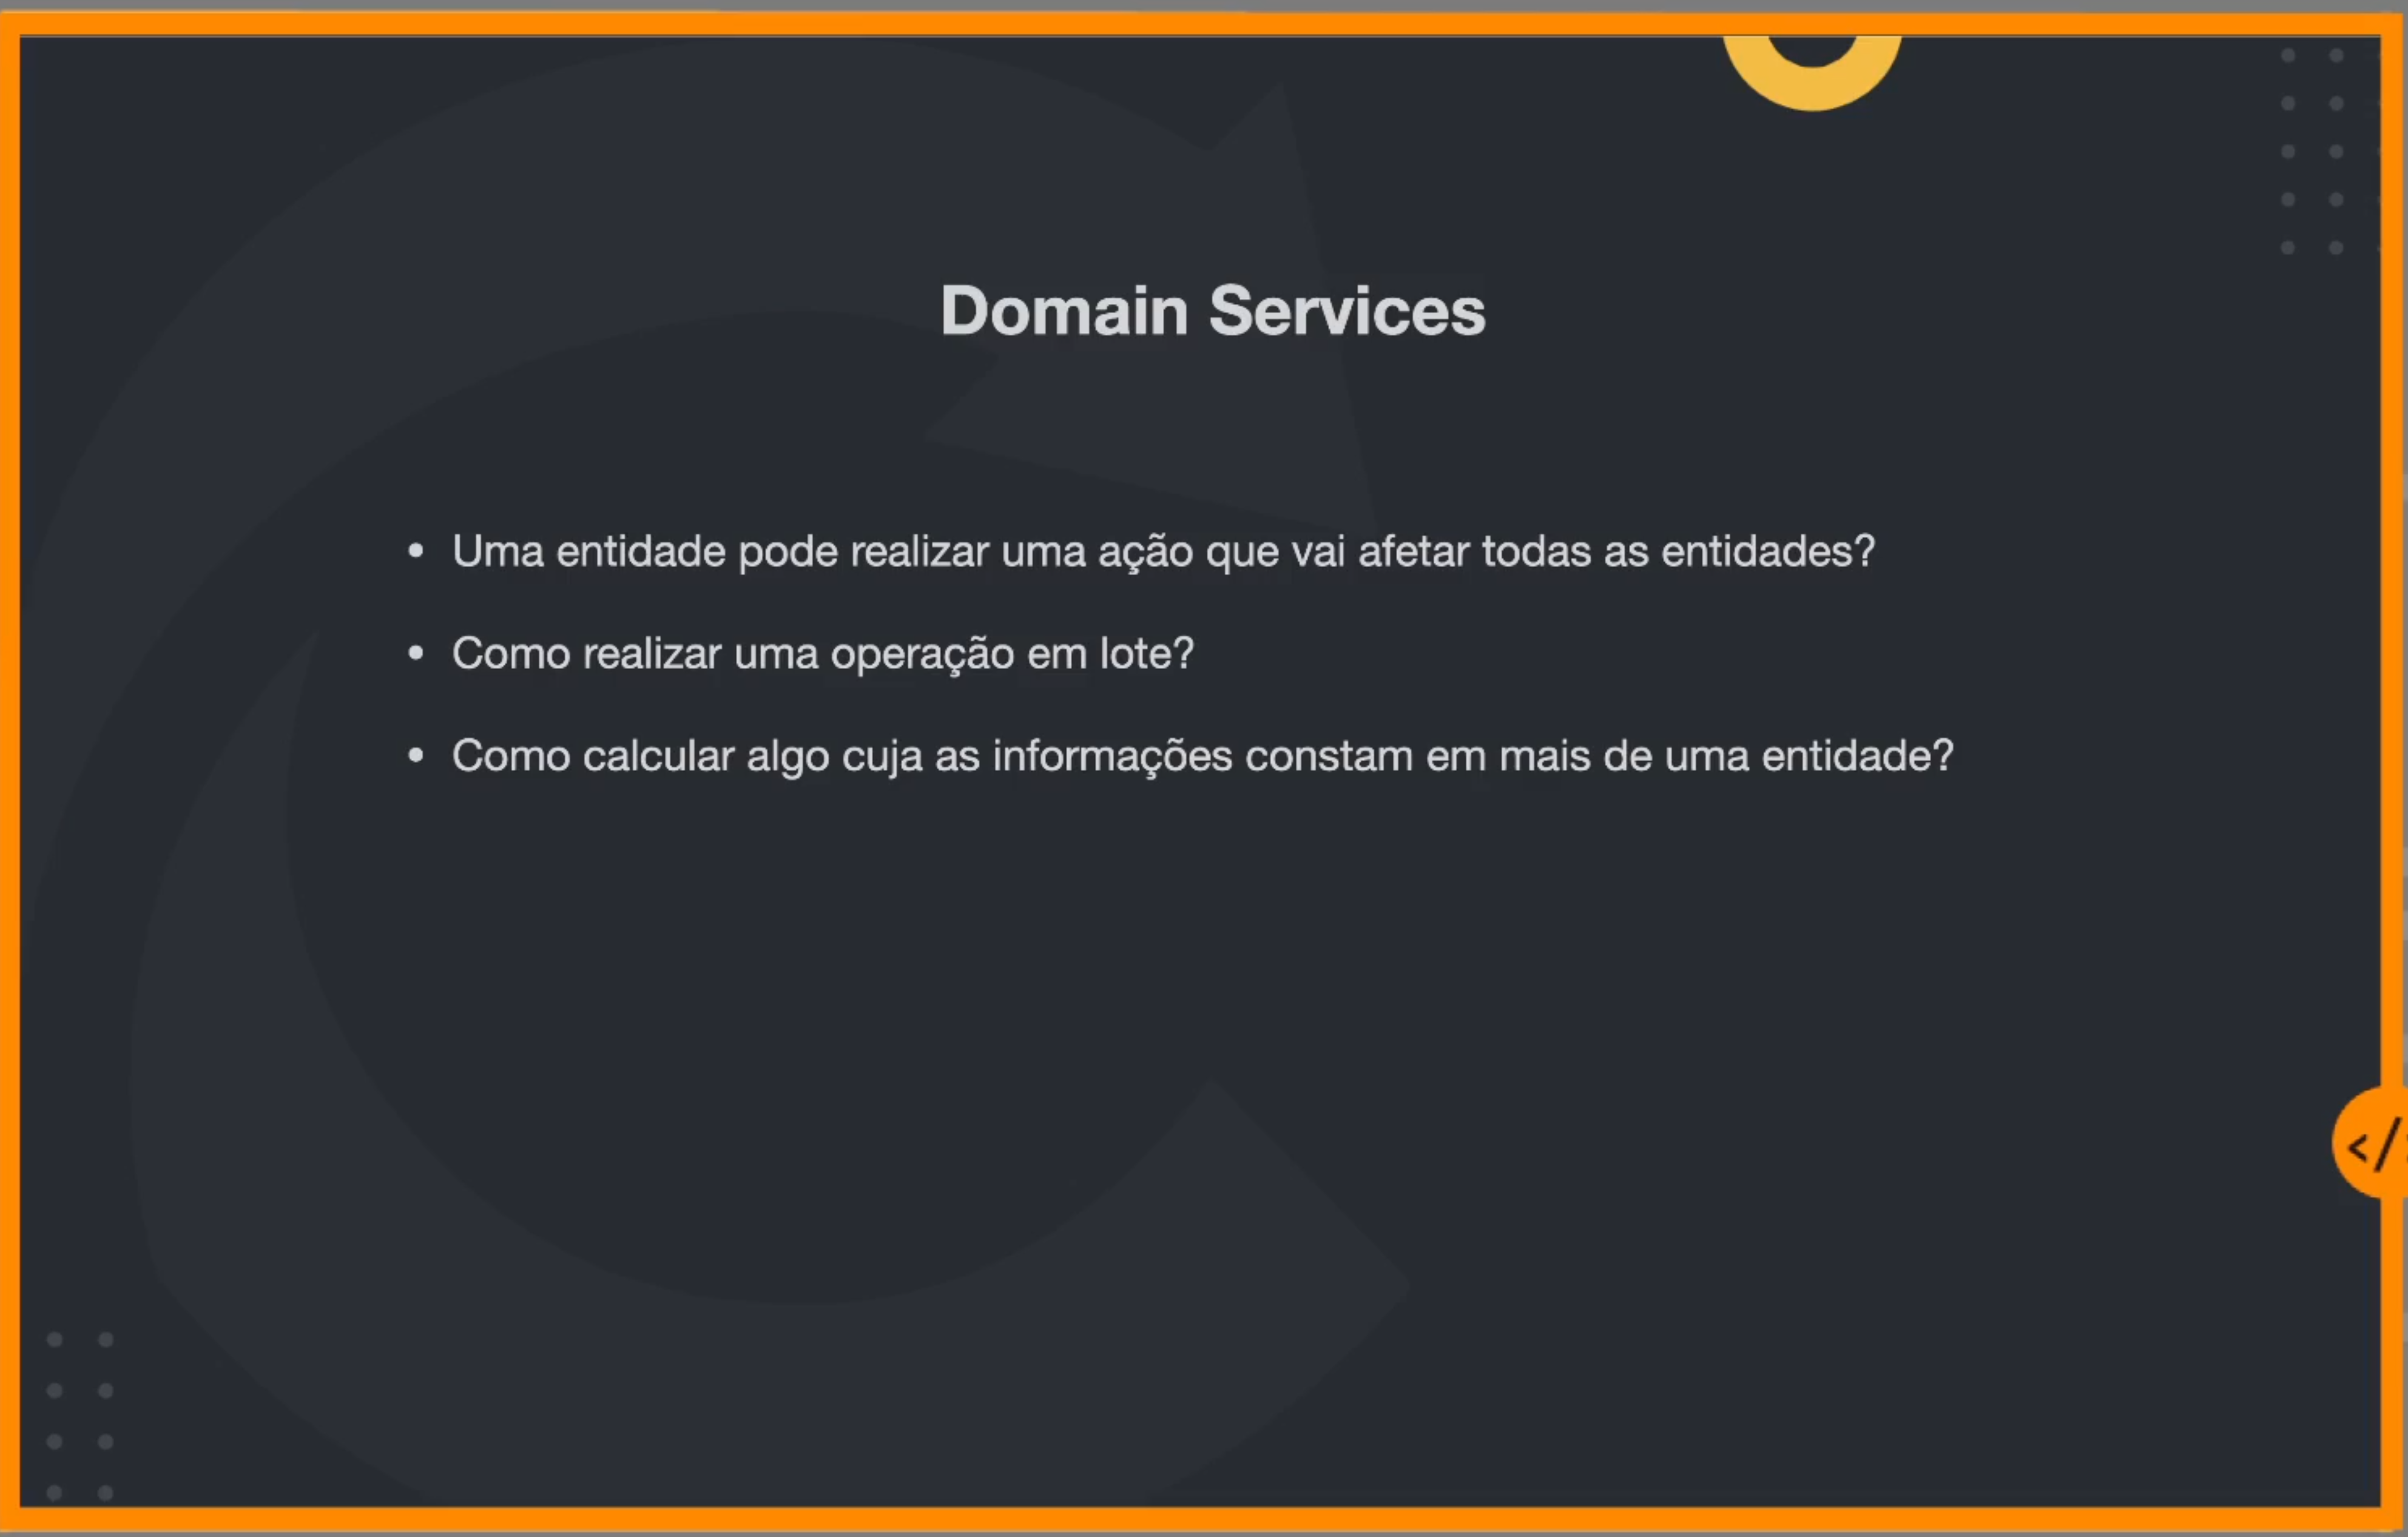 Domain Services
• Uma entidade pode realizar uma ação que vai afetar todas as entidades?
• Como realizar uma operação em lote?
• Como calcular algo cuja as informações constam em mais de uma entidade?
<//